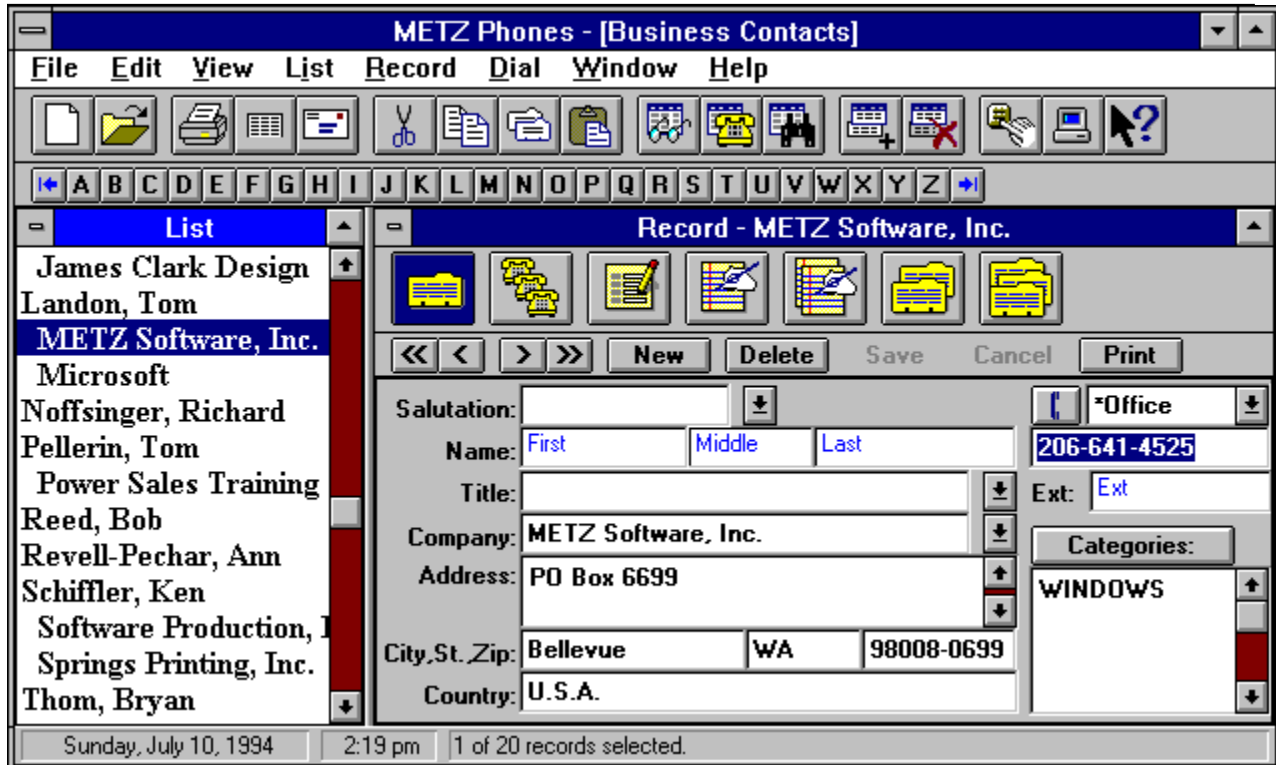 METZ Phones - [Business Contacts]
File Edit View List Record Dial Window Help
A B C D E F G H I J K L M N O P Q R S T U V W X Y Z
List
James Clark Design
Landon, Tom
METZ Software, Inc.
Microsoft
Noffsinger, Richard
Pellerin, Tom
Power Sales Training
Reed, Bob
Revell-Pechar, Ann
Schiffler, Ken
Software Production,
Springs Printing, Inc.
Thom, Bryan
Record - METZ Software, Inc.
New Delete Save Cancel Print
Salutation: *Office
Name: First Middle Last 206-641-4525
Title: Ext: Ext
Company: METZ Software, Inc. Categories:
Address: PO Box 6699 WINDOWS
City,St.,Zip: Bellevue WA 98008-0699
Country: U.S.A.
Sunday, July 10, 1994 2:19 pm 1 of 20 records selected.